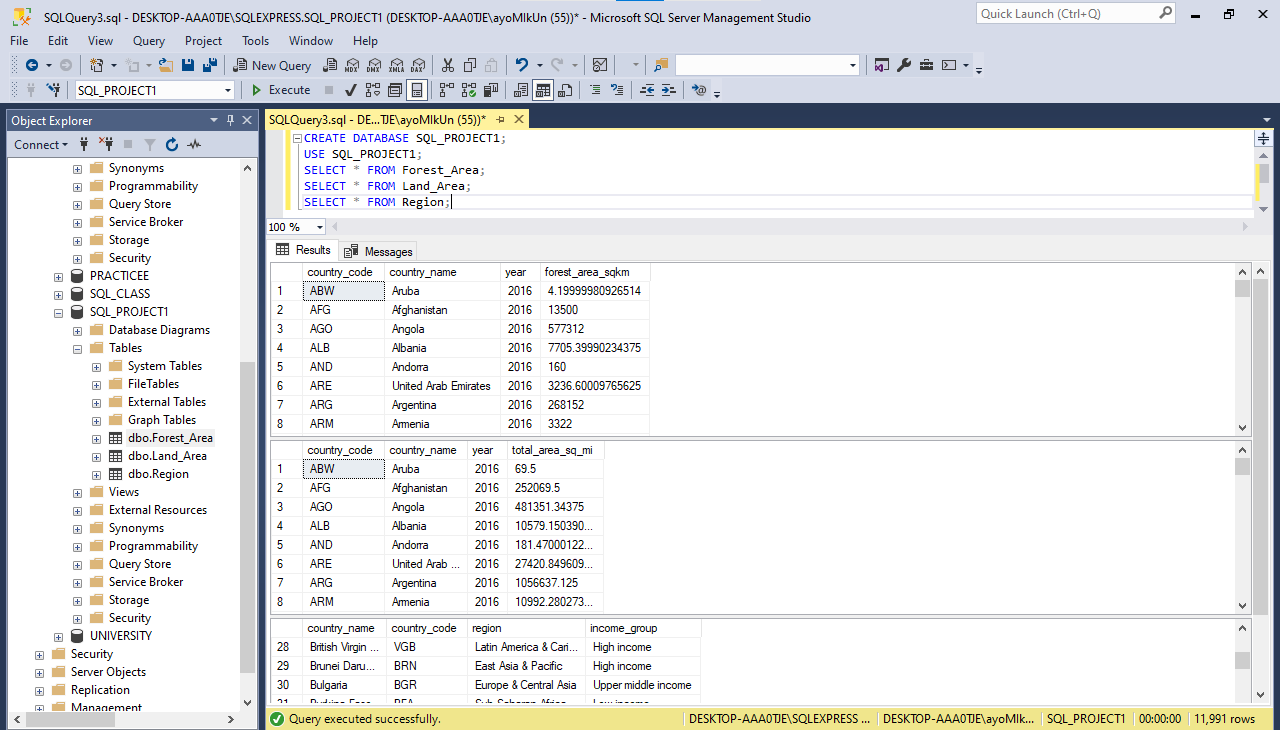 SQLQuery3.sql - DESKTOP-AAA0TJE\SQLEXPRESS.SQL_PROJECT1 (DESKTOP-AAA0TJE\ayoMIkUn (55))* - Microsoft SQL Server Management Studio
Quick Launch (Ctrl+Q)
File Edit View Query Project Tools Window Help
New Query MDX DMX XMLA DAX
SQL_PROJECT1 Execute
Object Explorer
Connect
Synonyms
Programmability
Query Store
Service Broker
Storage
Security
PRACTICEE
SQL_CLASS
SQL_PROJECT1
Database Diagrams
Tables
System Tables
FileTables
External Tables
Graph Tables
dbo.Forest_Area
dbo.Land_Area
dbo.Region
Views
External Resources
Synonyms
Programmability
Query Store
Service Broker
Storage
Security
UNIVERSITY
Security
Server Objects
Replication
Management
SQLQuery3.sql - DE...TJE\ayoMIkUn (55))*
CREATE DATABASE SQL_PROJECT1;
USE SQL_PROJECT1;
SELECT * FROM Forest_Area;
SELECT * FROM Land_Area;
SELECT * FROM Region;
100 %
Results Messages
country_code country_name year forest_area_sqkm
1 ABW Aruba 2016 4.19999980926514
2 AFG Afghanistan 2016 13500
3 AGO Angola 2016 577312
4 ALB Albania 2016 7705.39990234375
5 AND Andorra 2016 160
6 ARE United Arab Emirates 2016 3236.60009765625
7 ARG Argentina 2016 268152
8 ARM Armenia 2016 3322
country_code country_name year total_area_sq_mi
1 ABW Aruba 2016 69.5
2 AFG Afghanistan 2016 252069.5
3 AGO Angola 2016 481351.34375
4 ALB Albania 2016 10579.150390...
5 AND Andorra 2016 181.47000122...
6 ARE United Arab ... 2016 27420.849609...
7 ARG Argentina 2016 1056637.125
8 ARM Armenia 2016 10992.280273...
country_name country_code region income_group
28 British Virgin ... VGB Latin America & Cari... High income
29 Brunei Daru... BRN East Asia & Pacific High income
30 Bulgaria BGR Europe & Central Asia Upper middle income
31 Burkina Faso BFA Sub-Saharan Africa Low income
Query executed successfully. DESKTOP-AAA0TJE\SQLEXPRESS ... DESKTOP-AAA0TJE\ayoMIk... SQL_PROJECT1 00:00:00 11,991 rows